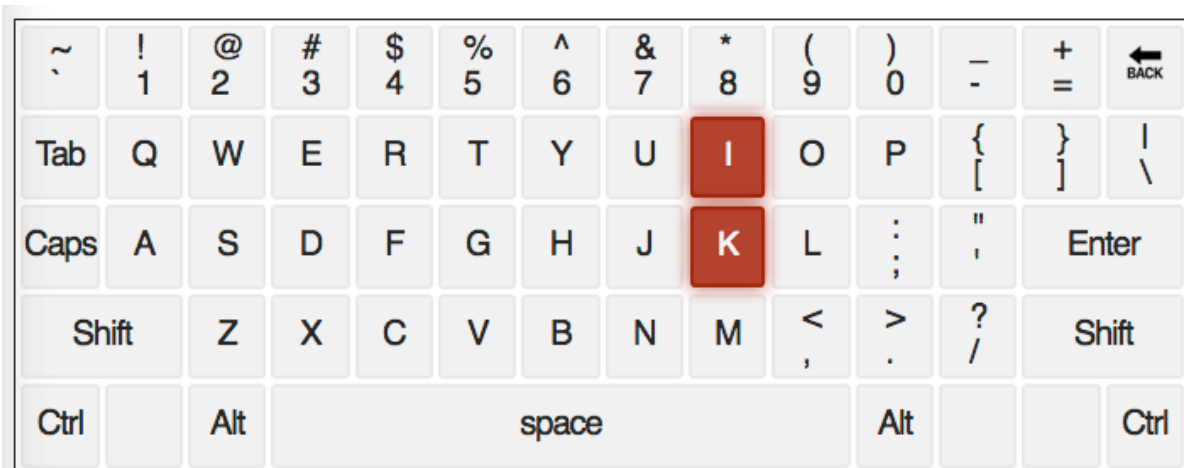 ~ ! @ # $ % ^ & * ( ) _ +
` 1 2 3 4 5 6 7 8 9 0 - = BACK
Tab Q W E R T Y U I O P { } |
[ ] \
Caps A S D F G H J K L : " Enter
; '
Shift Z X C V B N M < > ? Shift
, . /
Ctrl Alt space Alt Ctrl